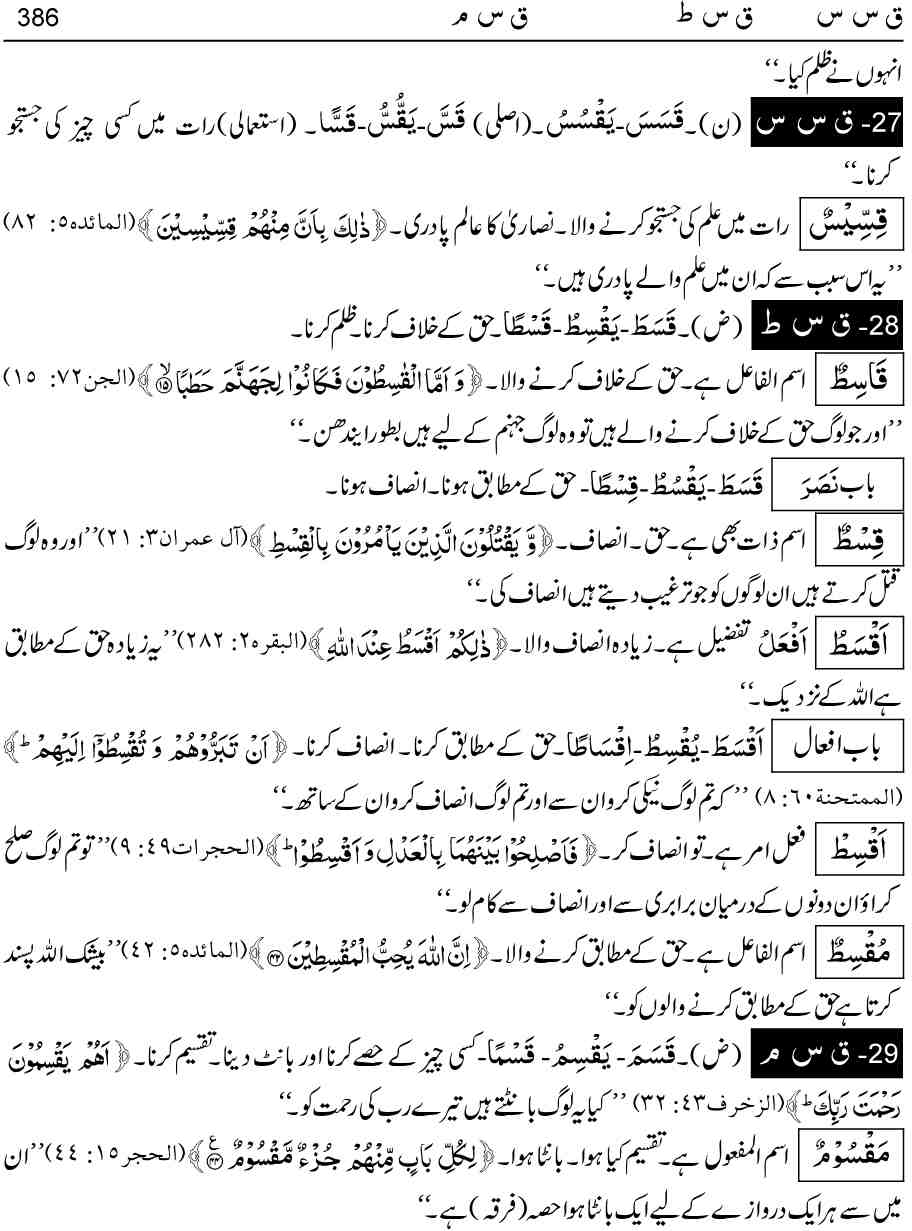 ق س س ق س ط ق س م 386
انہوں نے ظلم کیا۔‘‘
27- ق س س (ن)۔ قَسَسَ-یَقْسُسُ۔(اصلی) قَسَّ-یَقُسُّ-قَسًّا۔ (استعمالی) رات میں کسی چیز کی جستجو
کرنا۔‘‘
قِسِّیْسٌ رات میں علم کی جستجو کرنے والا۔ نصاریٰ کا عالم پادری۔ ﴿ذٰلِکَ بِاَنَّ مِنْھُمْ قِسِّیْسِیْنَ﴾ (المائدہ۵: ۸۲)
’’یہ اس سبب سے کہ ان میں علم والے پادری ہیں۔‘‘
28- ق س ط (ض)۔ قَسَطَ-یَقْسِطُ-قَسْطًا۔ حق کے خلاف کرنا۔ ظلم کرنا۔
قَاسِطٌ اسم الفاعل ہے۔ حق کے خلاف کرنے والا۔ ﴿وَ اَمَّا الْقٰسِطُوْنَ فَکَانُوْا لِجَھَنَّمَ حَطَبًا ۙ﴿۱۵﴾﴾ (الجن۷۲: ۱۵)
’’اور جو لوگ حق کے خلاف کرنے والے ہیں تو وہ لوگ جہنم کے لیے ہیں بطور ایندھن۔‘‘
باب نَصَرَ قَسَطَ-یَقْسُطُ-قِسْطًا- حق کے مطابق ہونا۔ انصاف ہونا۔
قِسْطٌ اسم ذات بھی ہے۔ حق۔ انصاف۔ ﴿وَّ یَقْتُلُوْنَ الَّذِیْنَ یَاْمُرُوْنَ بِالْقِسْطِ﴾ (آل عمران۳: ۲۱) ’’اور وہ لوگ
قتل کرتے ہیں ان لوگوں کو جو ترغیب دیتے ہیں انصاف کی۔‘‘
اَقْسَطُ اَفْعَلُ تفضیل ہے۔ زیادہ انصاف والا۔ ﴿ذٰلِکُمْ اَقْسَطُ عِنْدَ اللّٰہِ﴾ (البقرہ۲: ۲۸۲) ’’یہ زیادہ حق کے مطابق
ہے اللہ کے نزدیک۔‘‘
باب افعال اَقْسَطَ-یُقْسِطُ-اِقْسَاطًا۔ حق کے مطابق کرنا۔ انصاف کرنا۔ ﴿اَنْ تَبَرُّوْھُمْ وَ تُقْسِطُوْٓا اِلَیْھِمْ ؕ﴾
(الممتحنة۶۰: ۸) ’’کہ تم لوگ نیکی کرو ان سے اور تم لوگ انصاف کرو ان کے ساتھ۔‘‘
اَقْسِطْ فعل امر ہے۔ تو انصاف کر۔ ﴿فَاَصْلِحُوْا بَیْنَھُمَا بِالْعَدْلِ وَ اَقْسِطُوْا ؕ﴾ (الحجرات۴۹: ۹) ’’تو تم لوگ صلح
کراؤ ان دونوں کے درمیان برابری سے اور انصاف سے کام لو۔‘‘
مُقْسِطٌ اسم الفاعل ہے۔ حق کے مطابق کرنے والا۔ ﴿اِنَّ اللّٰہَ یُحِبُّ الْمُقْسِطِیْنَ ﴿۴۲﴾﴾ (المائدہ۵: ۴۲) ’’بیشک اللہ پسند
کرتا ہے حق کے مطابق کرنے والوں کو۔‘‘
29- ق س م (ض)۔ قَسَمَ- یَقْسِمُ- قَسْمًا- کسی چیز کے حصے کرنا اور بانٹ دینا۔ تقسیم کرنا۔ ﴿اَھُمْ یَقْسِمُوْنَ
رَحْمَتَ رَبِّکَ ؕ﴾ (الزخرف۴۳: ۳۲) ’’کیا یہ لوگ بانٹتے ہیں تیرے رب کی رحمت کو۔‘‘
مَقْسُوْمٌ اسم المفعول ہے۔ تقسیم کیا ہوا۔ بانٹا ہوا۔ ﴿لِکُلِّ بَابٍ مِّنْھُمْ جُزْءٌ مَّقْسُوْمٌ ﴿۴۴﴾٪﴾ (الحجر۱۵: ۴۴) ’’ان
میں سے ہر ایک دروازے کے لیے ایک بانٹا ہوا حصہ (فرقہ) ہے۔‘‘